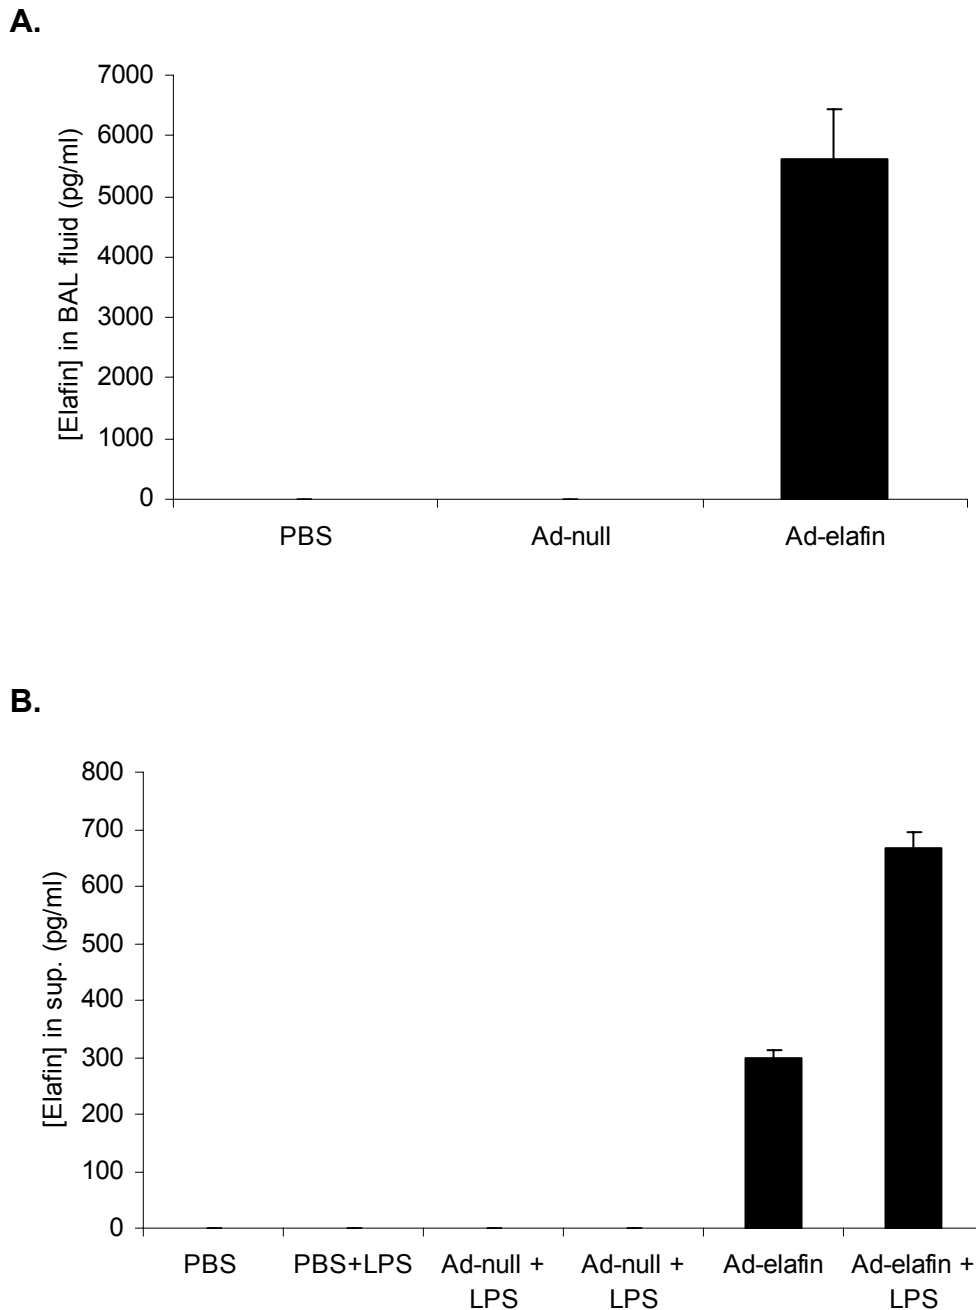 A.
[Elafin] in BAL fluid (pg/ml)
7000
6000
5000
4000
3000
2000
1000
0
PBS
Ad-null
Ad-elafin
B.
[Elafin] in sup. (pg/ml)
800
700
600
500
400
300
200
100
0
PBS
PBS+LPS
Ad-null +
LPS
Ad-null +
LPS
Ad-elafin
Ad-elafin +
LPS